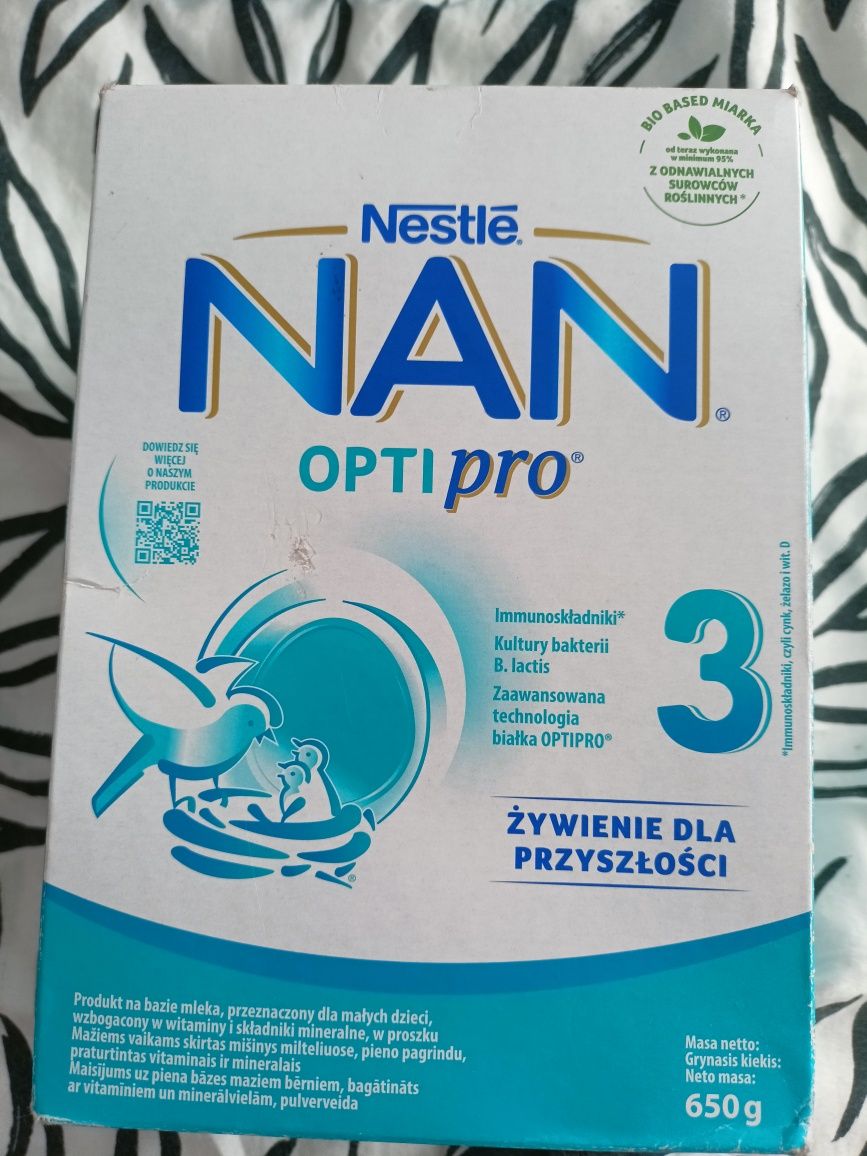 BIO BASED MIARKA
od teraz wykonana
w minimum 95%
Z ODNAWIALNYCH
SUROWCÓW
ROŚLINNYCH*
Nestlé®
NAN®
OPTI pro®
DOWIEDZ SIĘ
WIĘCEJ
O NASZYM
PRODUKCIE
Immunoskładniki*
Kultury bakterii
B. lactis
Zaawansowana
technologia
białka OPTIPRO®
3
*Immunoskładniki, czyli cynk, żelazo i wit. D
ŻYWIENIE DLA
PRZYSZŁOŚCI
®
Produkt na bazie mleka, przeznaczony dla małych dzieci,
wzbogacony w witaminy i składniki mineralne, w proszku
Mažiems vaikams skirtas mišinys milteliuose, pieno pagrindu,
praturtintas vitaminais ir mineralais
Maisījums uz piena bāzes maziem bērniem, bagātināts
ar vitamīniem un minerālvielām, pulverveida
Masa netto:
Grynasis kiekis:
Neto masa:
650 g